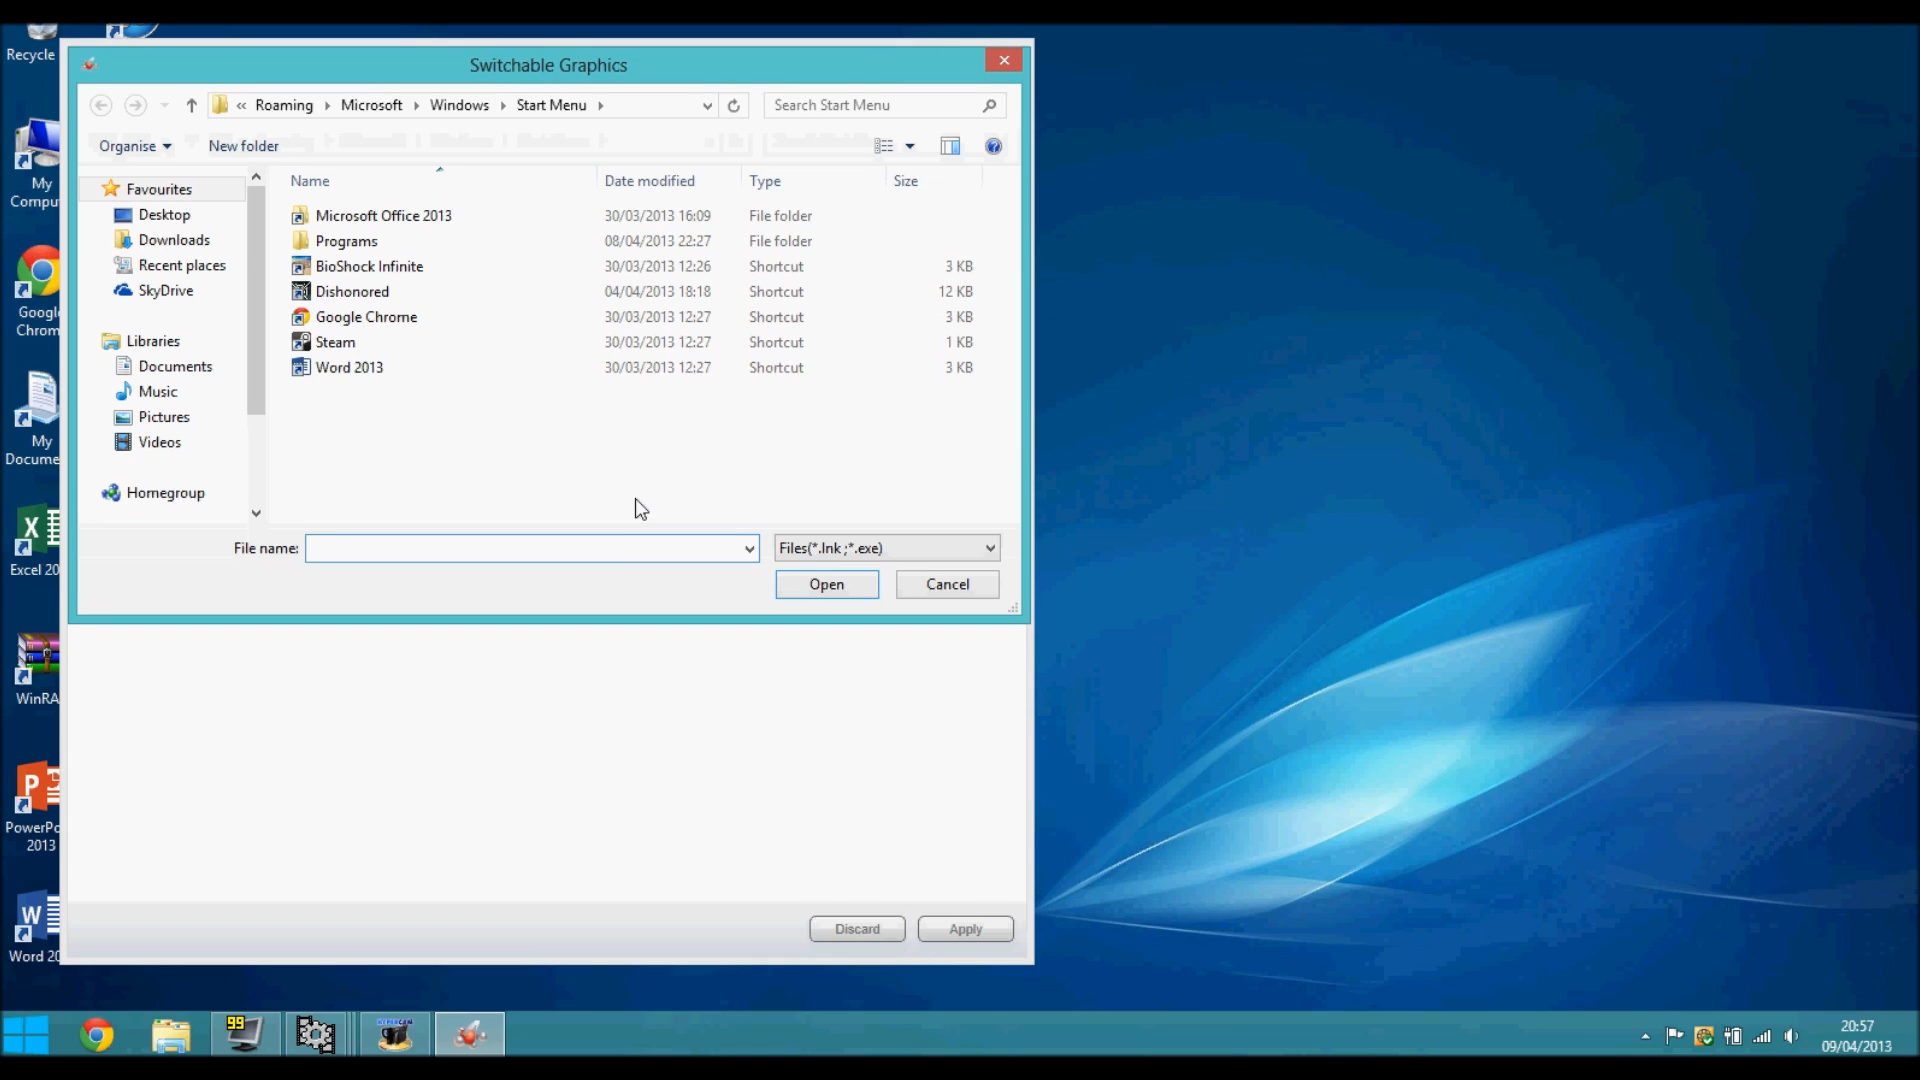 Recycle
My
Compu
Googl
Chrom
My
Docume
Excel 20
WinRA
PowerPo
2013
Word 20
Switchable Graphics
« Roaming Microsoft Windows Start Menu
Search Start Menu
Organise New folder
Name Date modified Type Size
Favourites
Desktop
Downloads
Recent places
SkyDrive
Libraries
Documents
Music
Pictures
Videos
Homegroup
Microsoft Office 2013 30/03/2013 16:09 File folder
Programs 08/04/2013 22:27 File folder
BioShock Infinite 30/03/2013 12:26 Shortcut 3 KB
Dishonored 04/04/2013 18:18 Shortcut 12 KB
Google Chrome 30/03/2013 12:27 Shortcut 3 KB
Steam 30/03/2013 12:27 Shortcut 1 KB
Word 2013 30/03/2013 12:27 Shortcut 3 KB
File name: Files(*.lnk ;*.exe)
Open Cancel
Discard Apply
99
20:57
09/04/2013